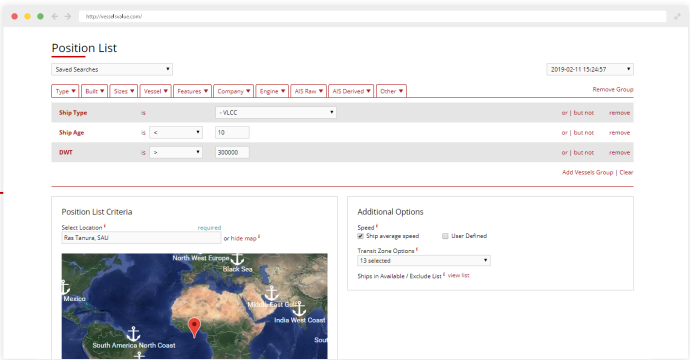 http://vesselsvalue.com/
Position List
Saved Searches
2019-02-11 15:24:57
Type Built Sizes Vessel Features Company Engine AIS Raw AIS Derived Other Remove Group
Ship Type is - VLCC or | but not remove
Ship Age is < 10 or | but not remove
DWT is > 300000 or | but not remove
Add Vessels Group | Clear
Position List Criteria
Select Location £ required
Ras Tanura, SAU or hide map £
North West Europe
Black Sea
Mexico
Middle East Gulf
India West Coast
South America North Coast
Sout
Additional Options
Speed £
Ship average speed User Defined
Transit Zone Options £
13 selected
Ships in Available / Exclude List £ view list